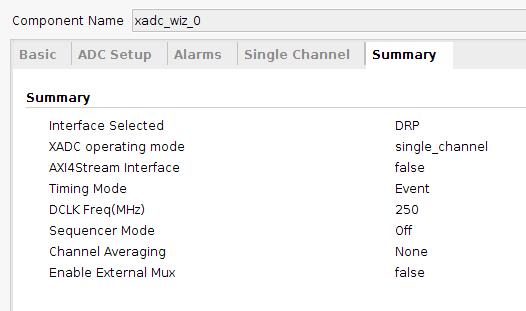 Component Name xadc_wiz_0
Basic ADC Setup Alarms Single Channel Summary
Summary
Interface Selected DRP
XADC operating mode single_channel
AXI4Stream Interface false
Timing Mode Event
DCLK Freq(MHz) 250
Sequencer Mode Off
Channel Averaging None
Enable External Mux false